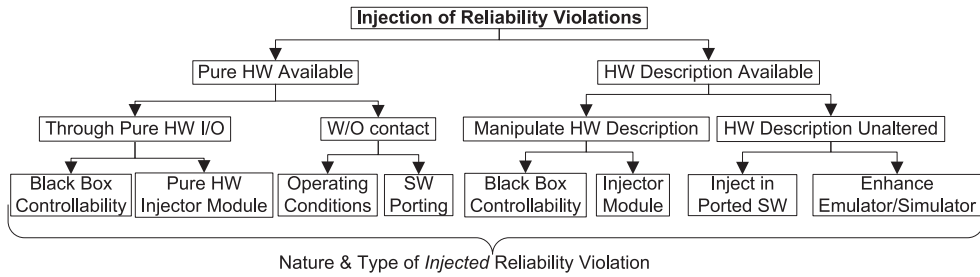 Injection of Reliability Violations
Pure HW Available
HW Description Available
Through Pure HW I/O
W/O contact
Manipulate HW Description
HW Description Unaltered
Black Box
Controllability
Pure HW
Injector Module
Operating
Conditions
SW
Porting
Black Box
Controllability
Injector
Module
Inject in
Ported SW
Enhance
Emulator/Simulator
Nature & Type of Injected Reliability Violation